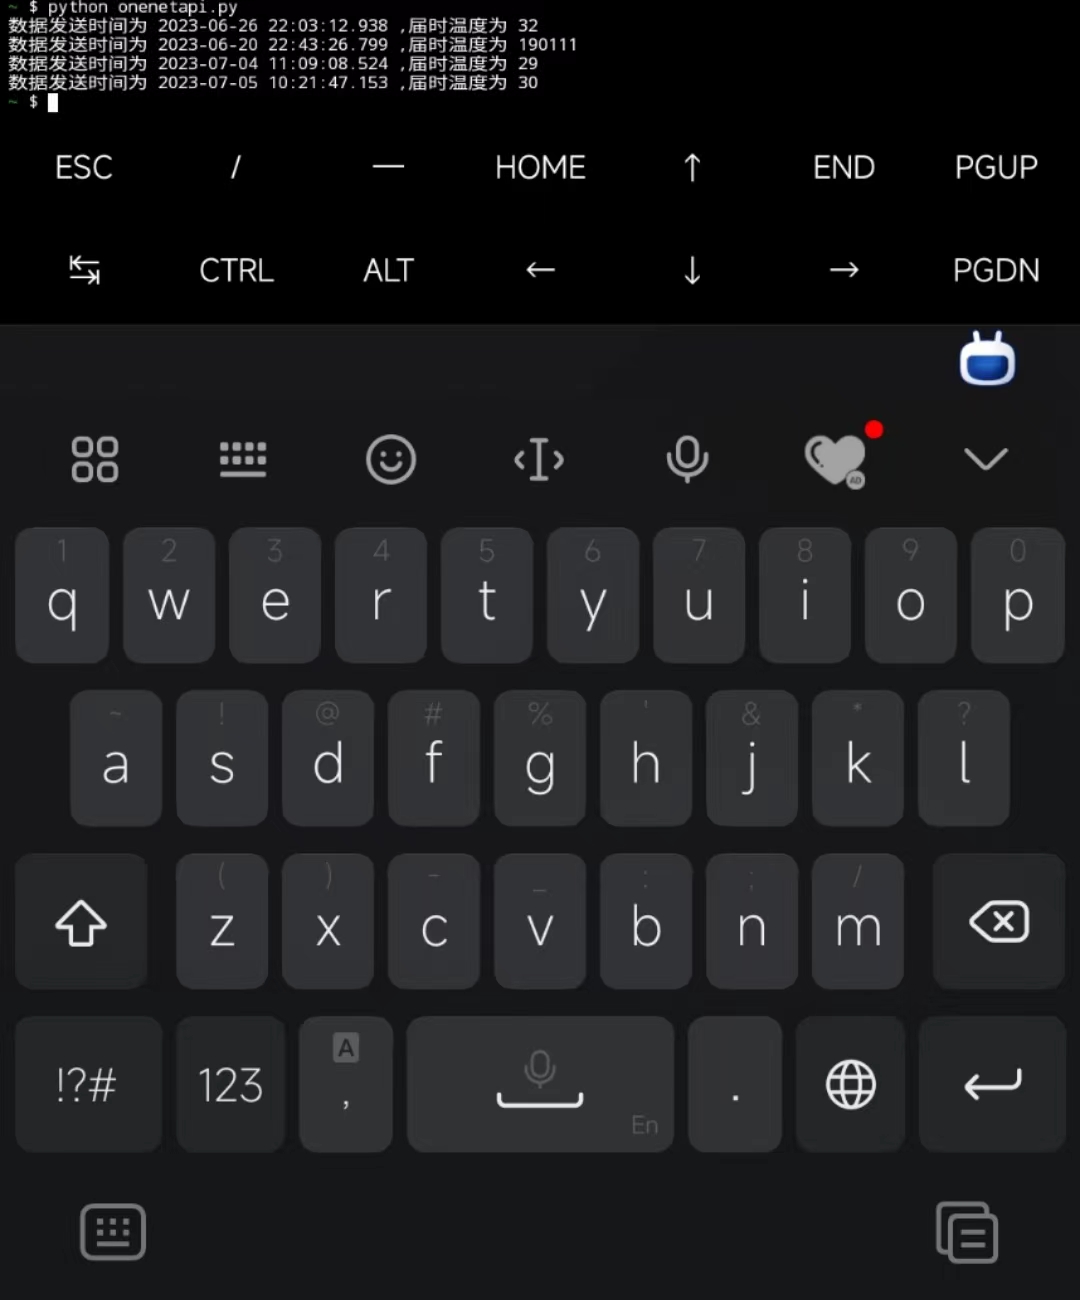 ~ $ python onenetapi.py
数据发送时间为 2023-06-26 22:03:12.938 ,届时温度为 32
数据发送时间为 2023-06-20 22:43:26.799 ,届时温度为 190111
数据发送时间为 2023-07-04 11:09:08.524 ,届时温度为 29
数据发送时间为 2023-07-05 10:21:47.153 ,届时温度为 30
~ $
ESC / — HOME ↑ END PGUP
↹ CTRL ALT ← ↓ → PGDN
AD
1 2 3 4 5 6 7 8 9 0
q w e r t y u i o p
~ ! @ # % ' & * ?
a s d f g h j k l
( ) - _ : ; /
z x c v b n m
A
!?# 123 , .
En